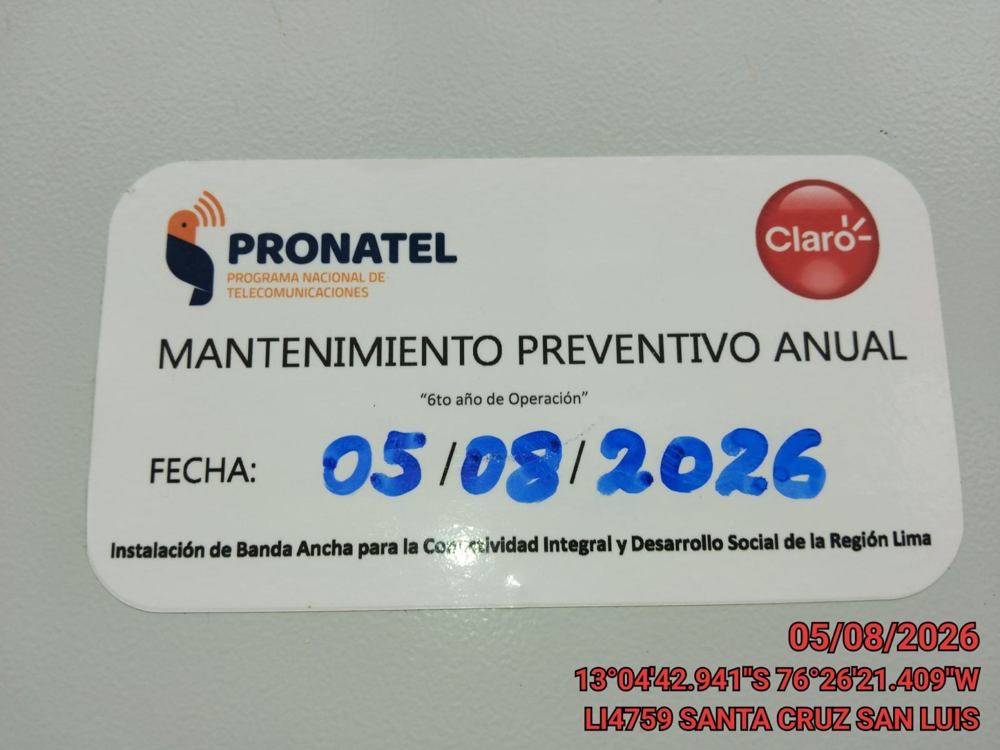 PRONATEL
PROGRAMA NACIONAL DE
TELECOMUNICACIONES
Claro
MANTENIMIENTO PREVENTIVO ANUAL
“6to año de Operación”
FECHA: 05/08/2026
Instalación de Banda Ancha para la Conectividad Integral y Desarrollo Social de la Región Lima
05/08/2026
13°04'42.941"S 76°26'21.409"W
LI4759 SANTA CRUZ SAN LUIS